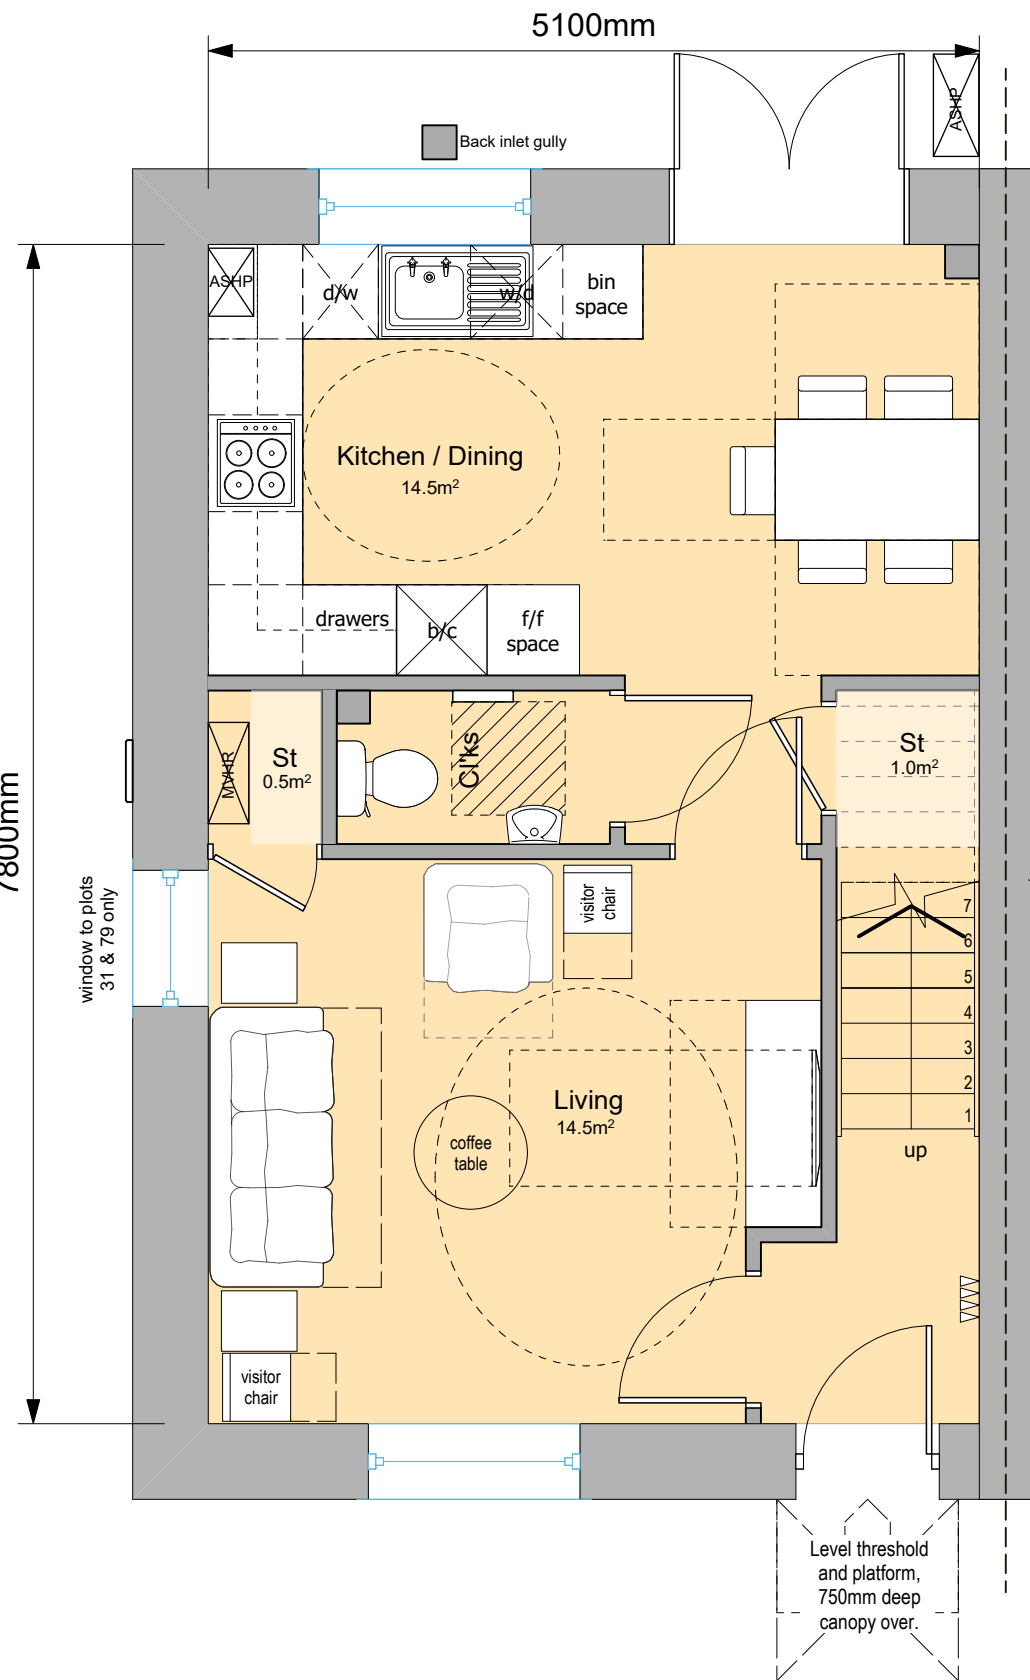 5100mm
ASHP
Back inlet gully
ASHP
d/w
w/d
bin
space
Kitchen / Dining
14.5m²
drawers
b/c
f/f
space
7800mm
MVHR
St
0.5m²
Cl'ks
St
1.0m²
window to plots
31 & 79 only
visitor
chair
7
6
5
4
3
2
1
up
Living
14.5m²
coffee
table
visitor
chair
Level threshold
and platform,
750mm deep
canopy over.